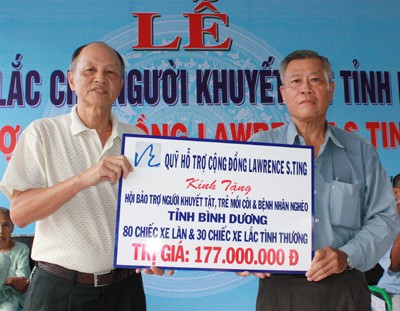 LỄ
LẮC CH NGƯỜI KHUYẾT TỈNH
ỒNG LAWRENCE S.TIN
QUỸ HỖ TRỢ CỘNG ĐỒNG LAWRENCE S.TING
Kính Tặng
HỘI BẢO TRỢ NGƯỜI KHUYẾT TẬT, TRẺ MỒ CÔI & BỆNH NHÂN NGHÈO
TỈNH BÌNH DƯƠNG
80 CHIẾC XE LĂN & 30 CHIẾC XE LẮC TÌNH THƯƠNG
TRỊ GIÁ: 177.000.000 Đ